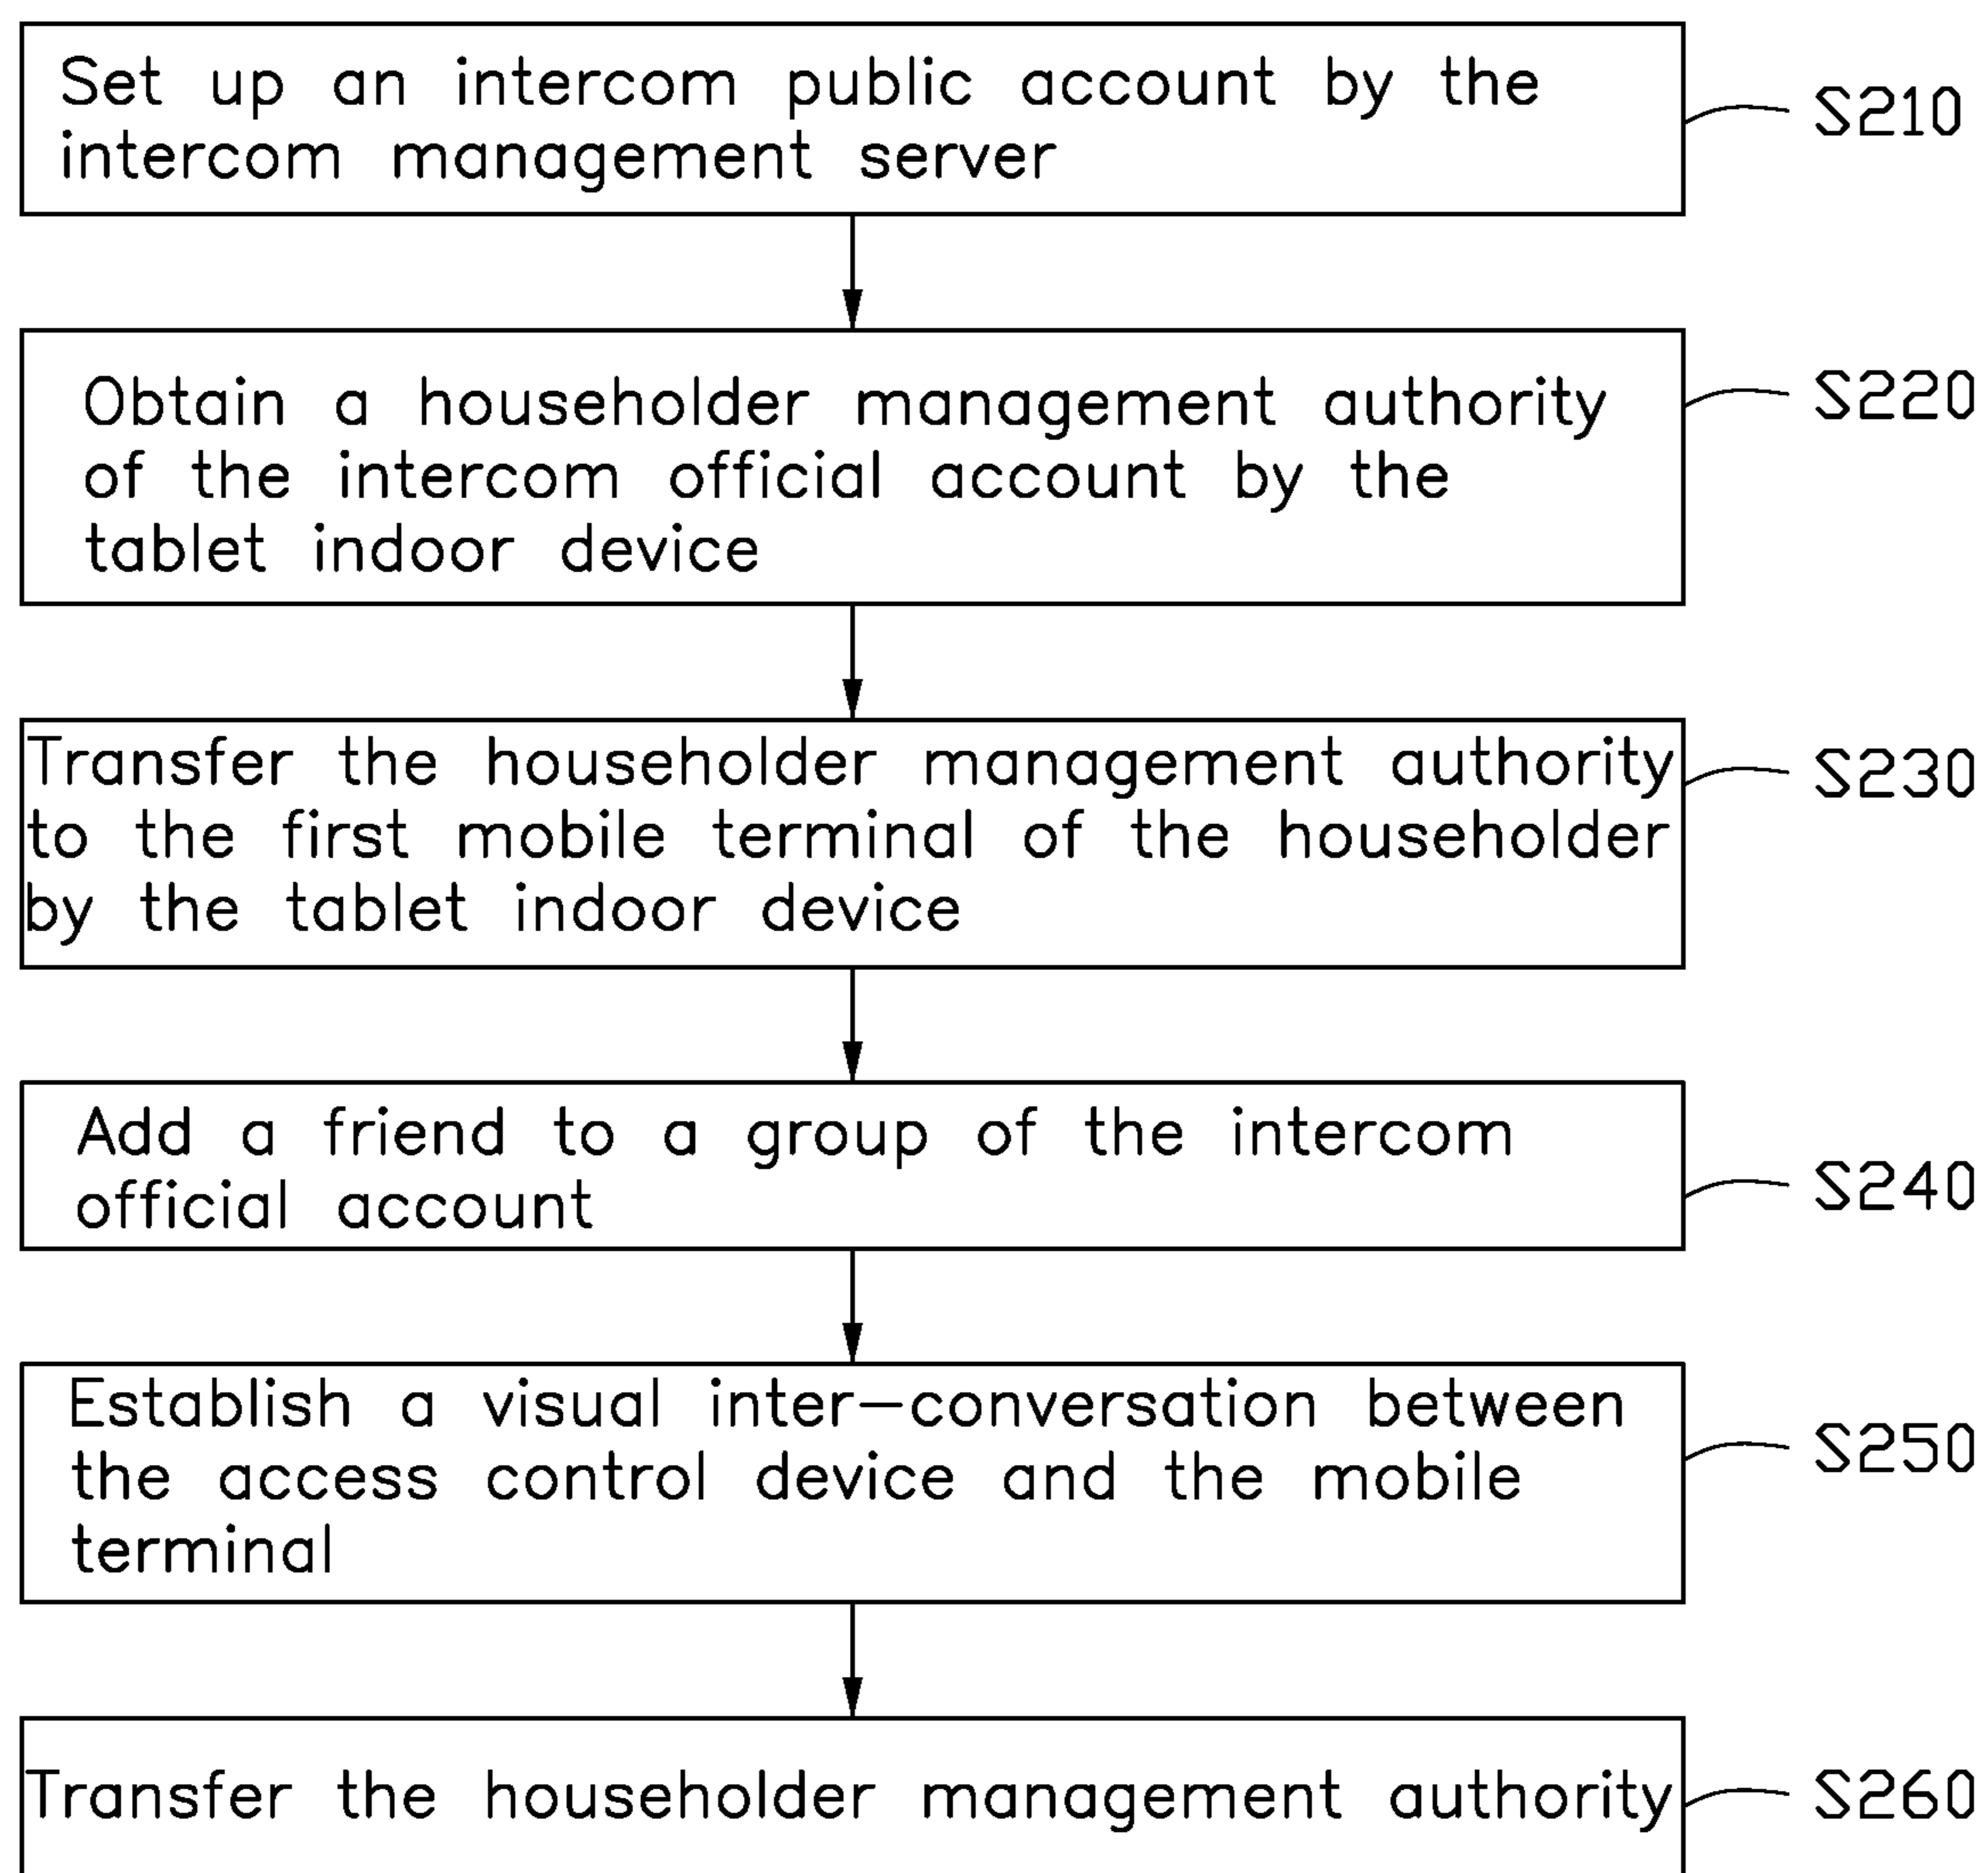 Set up an intercom public account by the
intercom management server
S210
Obtain a householder management authority
of the intercom official account by the
tablet indoor device
S220
Transfer the householder management authority
to the first mobile terminal of the householder
by the tablet indoor device
S230
Add a friend to a group of the intercom
official account
S240
Establish a visual inter-conversation between
the access control device and the mobile
terminal
S250
Transfer the householder management authority
S260